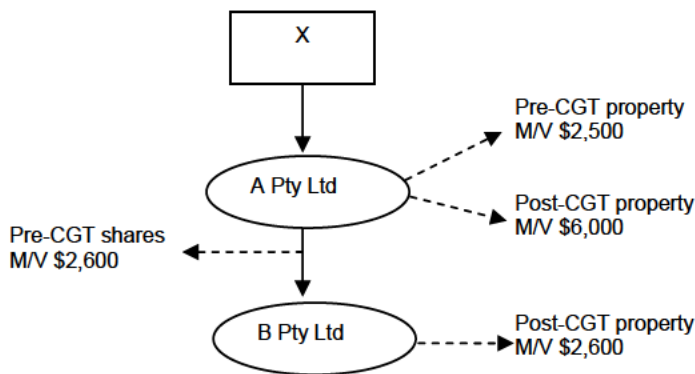 X
Pre-CGT property
M/V $2,500
A Pty Ltd
Post-CGT property
M/V $6,000
Pre-CGT shares
M/V $2,600
B Pty Ltd
Post-CGT property
M/V $2,600